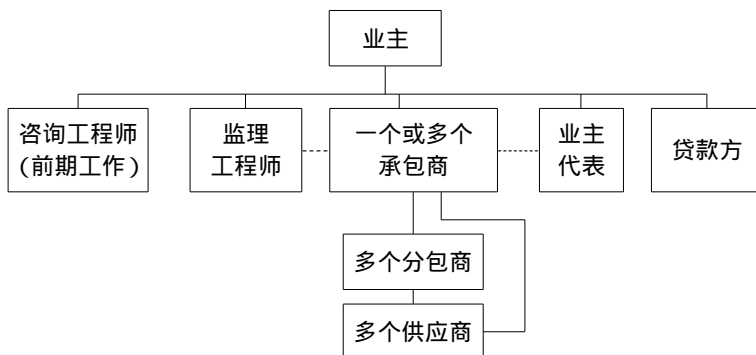 业主
咨询工程师
(前期工作)
监理
工程师
一个或多个
承包商
业主
代表
贷款方
多个分包商
多个供应商